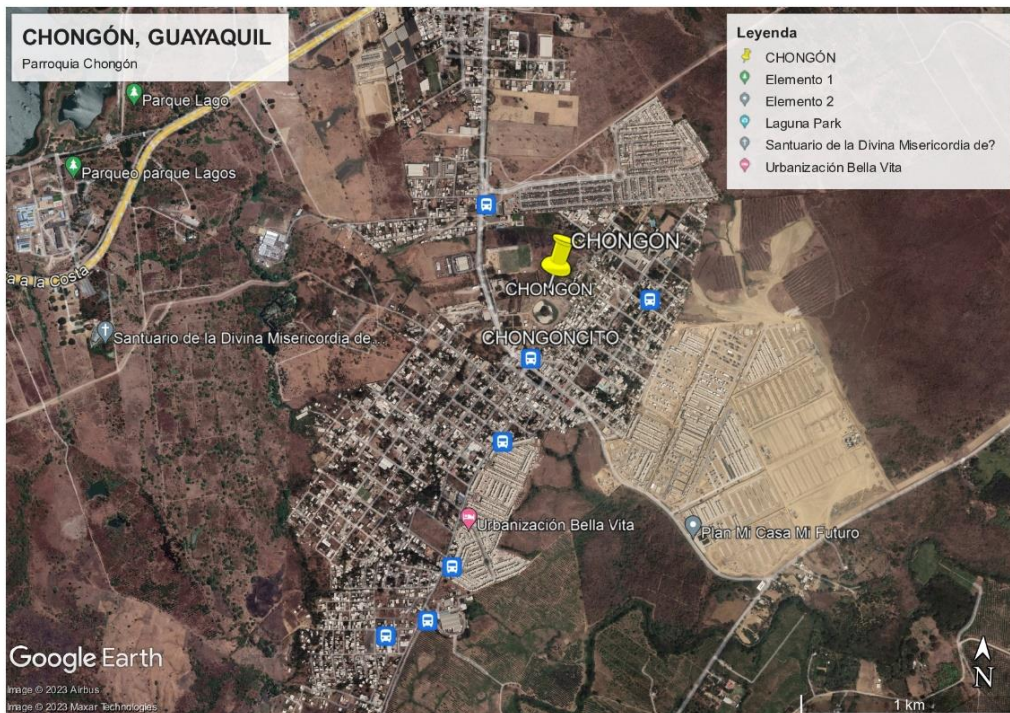 CHONGÓN, GUAYAQUIL
Parroquia Chongón
Leyenda
CHONGÓN
Elemento 1
Elemento 2
Laguna Park
Santuario de la Divina Misericordia de?
Urbanización Bella Vita
Parque Lago
Parqueo parque Lagos
CHONGÓN
a a la Costa
CHONGÓN
Santuario de la Divina Misericordia de...
CHONGONCITO
Urbanización Bella Vita
Plan Mi Casa Mi Futuro
Google Earth
Image © 2023 Airbus
Image © 2023 Maxar Technologies
N
1 km